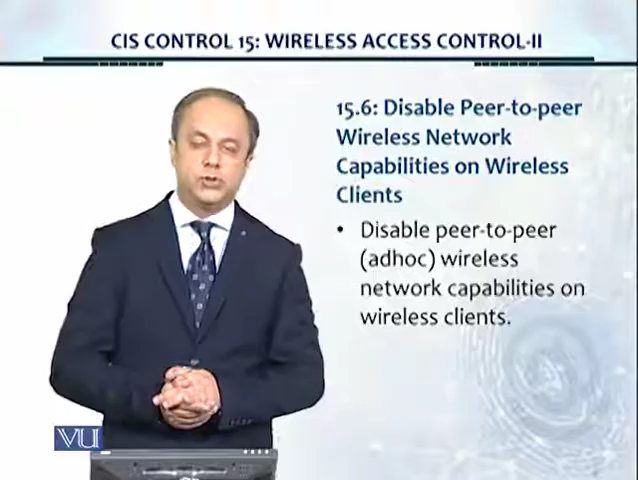 CIS CONTROL 15: WIRELESS ACCESS CONTROL-II
15.6: Disable Peer-to-peer
Wireless Network
Capabilities on Wireless
Clients
• Disable peer-to-peer
(adhoc) wireless
network capabilities on
wireless clients.
VU